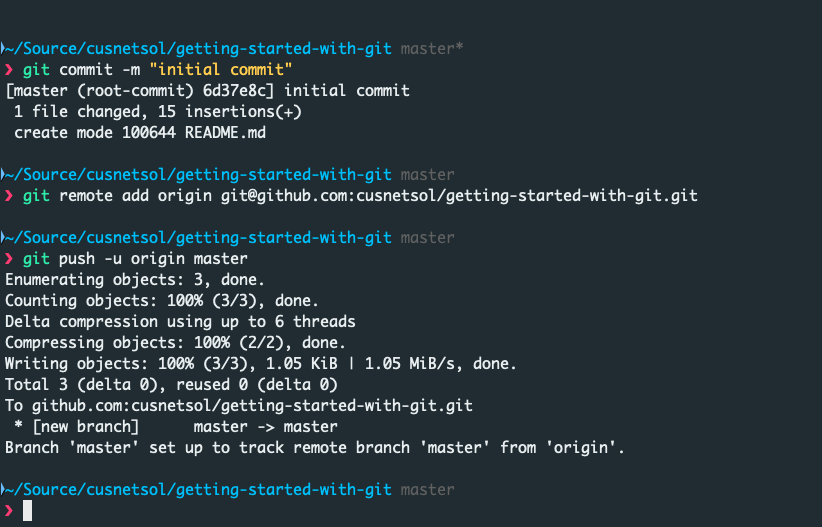 ~/Source/cusnetsol/getting-started-with-git master*
❯ git commit -m "initial commit"
[master (root-commit) 6d37e8c] initial commit
 1 file changed, 15 insertions(+)
 create mode 100644 README.md
~/Source/cusnetsol/getting-started-with-git master
❯ git remote add origin git@github.com:cusnetsol/getting-started-with-git.git
~/Source/cusnetsol/getting-started-with-git master
❯ git push -u origin master
Enumerating objects: 3, done.
Counting objects: 100% (3/3), done.
Delta compression using up to 6 threads
Compressing objects: 100% (2/2), done.
Writing objects: 100% (3/3), 1.05 KiB | 1.05 MiB/s, done.
Total 3 (delta 0), reused 0 (delta 0)
To github.com:cusnetsol/getting-started-with-git.git
 * [new branch]      master -> master
Branch 'master' set up to track remote branch 'master' from 'origin'.
~/Source/cusnetsol/getting-started-with-git master
❯